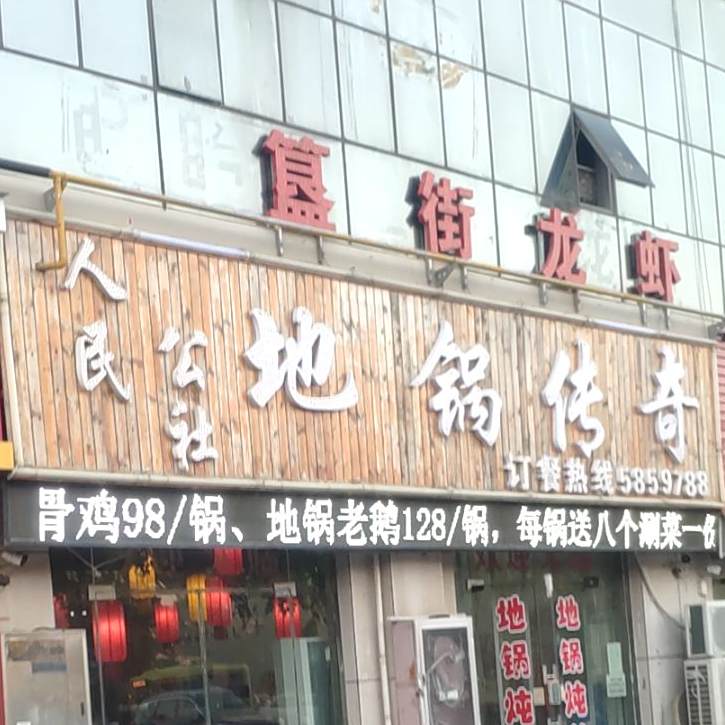 簋街龙虾
人民公社
地锅传奇
订餐热线5859788
骨鸡98/锅、地锅老鹅128/锅，每锅送八个涮菜一份
地锅炖
地锅炖